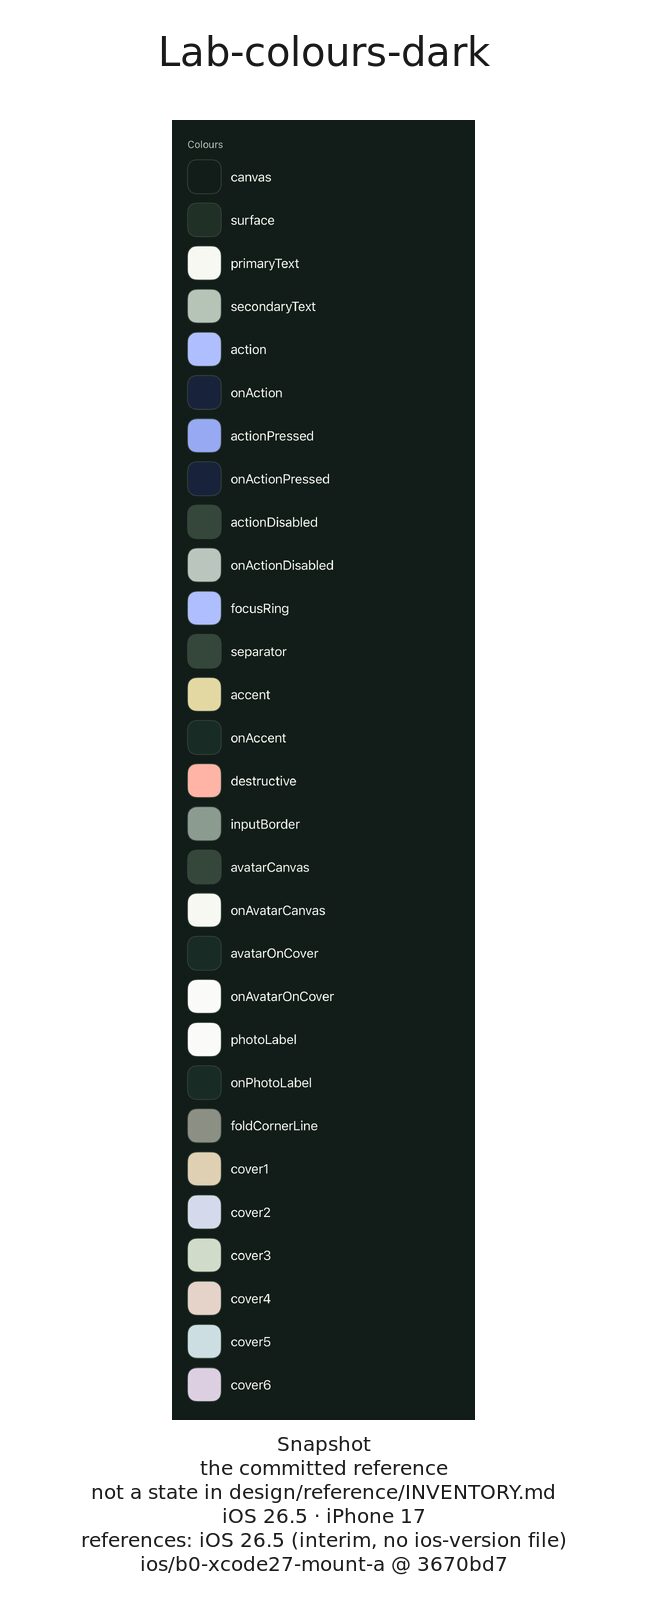 Lab-colours-dark
Colours
canvas
surface
primaryText
secondaryText
action
onAction
actionPressed
onActionPressed
actionDisabled
onActionDisabled
focusRing
separator
accent
onAccent
destructive
inputBorder
avatarCanvas
onAvatarCanvas
avatarOnCover
onAvatarOnCover
photoLabel
onPhotoLabel
foldCornerLine
cover1
cover2
cover3
cover4
cover5
cover6
Snapshot
the committed reference
not a state in design/reference/INVENTORY.md
iOS 26.5 · iPhone 17
references: iOS 26.5 (interim, no ios-version file)
ios/b0-xcode27-mount-a @ 3670bd7